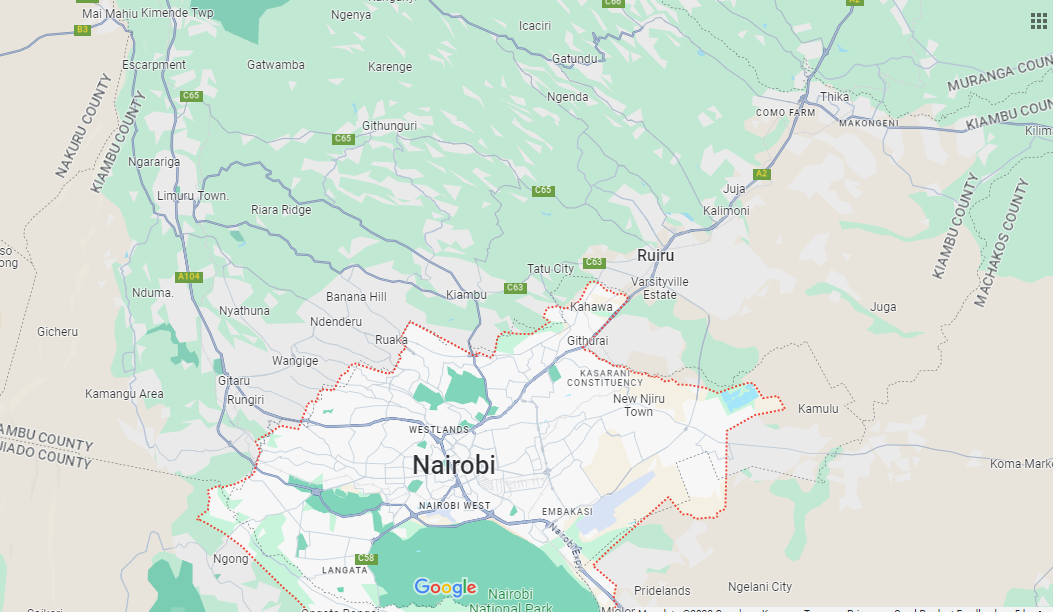 C66
A2
Mai Mahiu
Kimende Twp
Ngenya
Icaciri
B3
Escarpment
Gatwamba
Karenge
Gatundu
MURANGA COUN
C65
Ngenda
Thika
COMO FARM
MAKONGENI
KIAMBU COUN
NAKURU COUNTY
KIAMBU COUNTY
C65
Githunguri
Ngarariga
Limuru Town.
Riara Ridge
C65
A2
Juja
Kalimoni
KIAMBU COUNTY
MACHAKOS COUNTY
Ruiru
C63
Tatu City
A104
Varsityville
Estate
C63
Nduma.
Banana Hill
Kiambu
Kahawa
Nyathuna
Ndenderu
Juga
Gicheru
Ruaka
Githurai
Wangige
KASARANI
CONSTITUENCY
Gitaru
Kamangu Area
Rungiri
New Njiru
Town
Kamulu
WESTLANDS
AMBU COUNTY
JIADO COUNTY
Nairobi
Koma Marke
NAIROBI WEST
EMBAKASI
Nairobi Expy
Ngong
C58
LANGATA
Google
Nairobi
National Park
Pridelands
Ngelani City